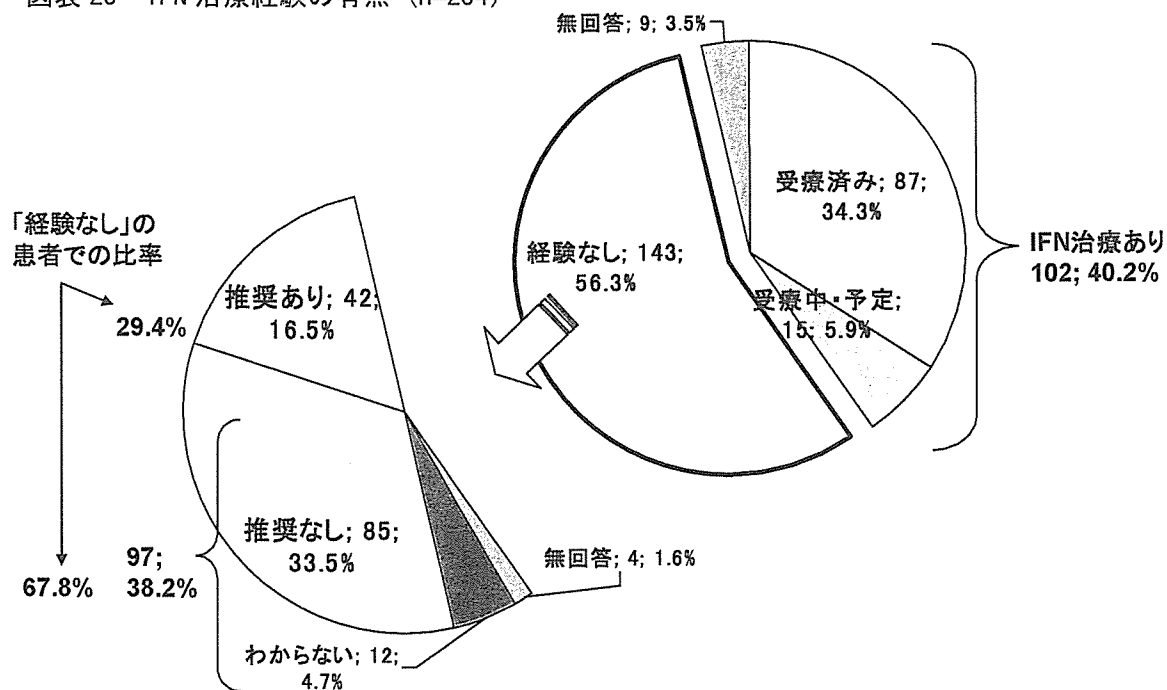 無回答; 9; 3.5%
受療済み; 87;
34.3%
IFN治療あり
102; 40.2%
経験なし; 143;
56.3%
受療中・予定;
15; 5.9%
「経験なし」の
患者での比率
29.4%
推奨あり; 42;
16.5%
推奨なし; 85;
33.5%
97;
38.2%
67.8%
無回答; 4; 1.6%
わからない; 12;
4.7%